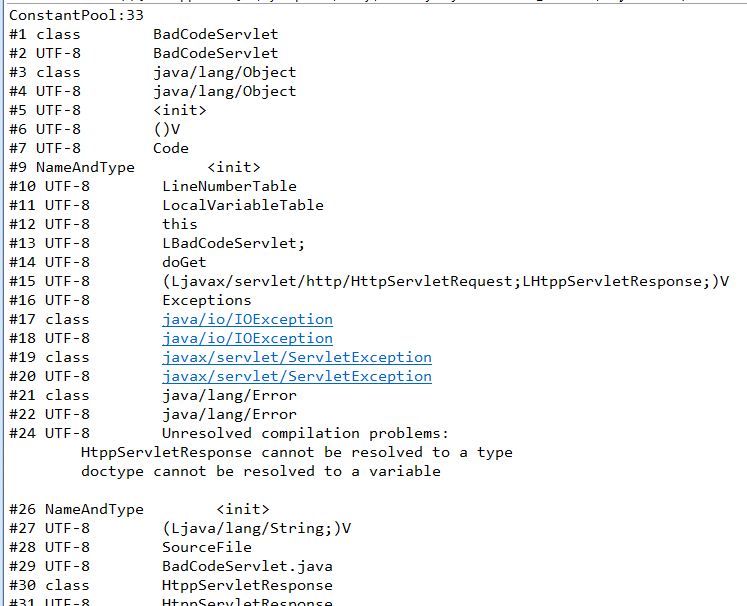 ConstantPool:33
#1 class BadCodeServlet
#2 UTF-8 BadCodeServlet
#3 class java/lang/Object
#4 UTF-8 java/lang/Object
#5 UTF-8 <init>
#6 UTF-8 ()V
#7 UTF-8 Code
#9 NameAndType <init>
#10 UTF-8 LineNumberTable
#11 UTF-8 LocalVariableTable
#12 UTF-8 this
#13 UTF-8 LBadCodeServlet;
#14 UTF-8 doGet
#15 UTF-8 (Ljavax/servlet/http/HttpServletRequest;LHtppServletResponse;)V
#16 UTF-8 Exceptions
#17 class java/io/IOException
#18 UTF-8 java/io/IOException
#19 class javax/servlet/ServletException
#20 UTF-8 javax/servlet/ServletException
#21 class java/lang/Error
#22 UTF-8 java/lang/Error
#24 UTF-8 Unresolved compilation problems:
HtppServletResponse cannot be resolved to a type
doctype cannot be resolved to a variable
#26 NameAndType <init>
#27 UTF-8 (Ljava/lang/String;)V
#28 UTF-8 SourceFile
#29 UTF-8 BadCodeServlet.java
#30 class HtppServletResponse
#31 UTF-8 HtppServletResponse